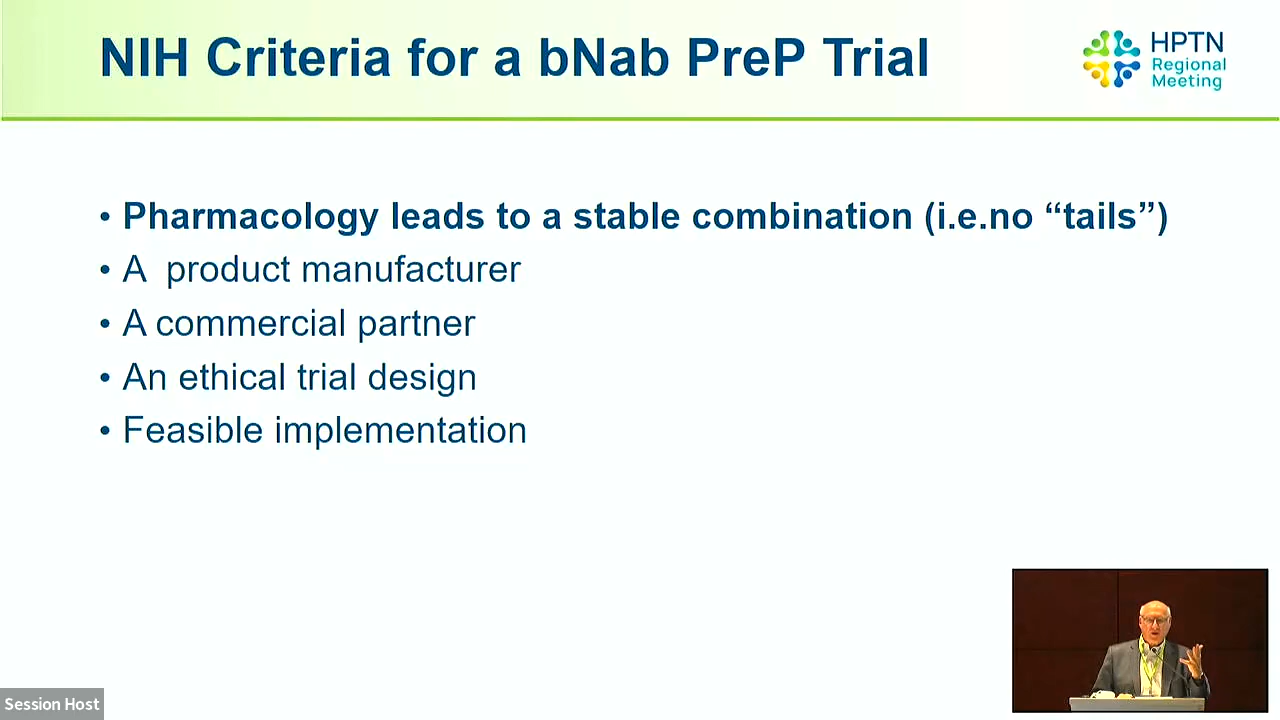 NIH Criteria for a bNab PreP Trial
HPTN
Regional
Meeting
• Pharmacology leads to a stable combination (i.e.no “tails”)
• A  product manufacturer
• A commercial partner
• An ethical trial design
• Feasible implementation
Session Host